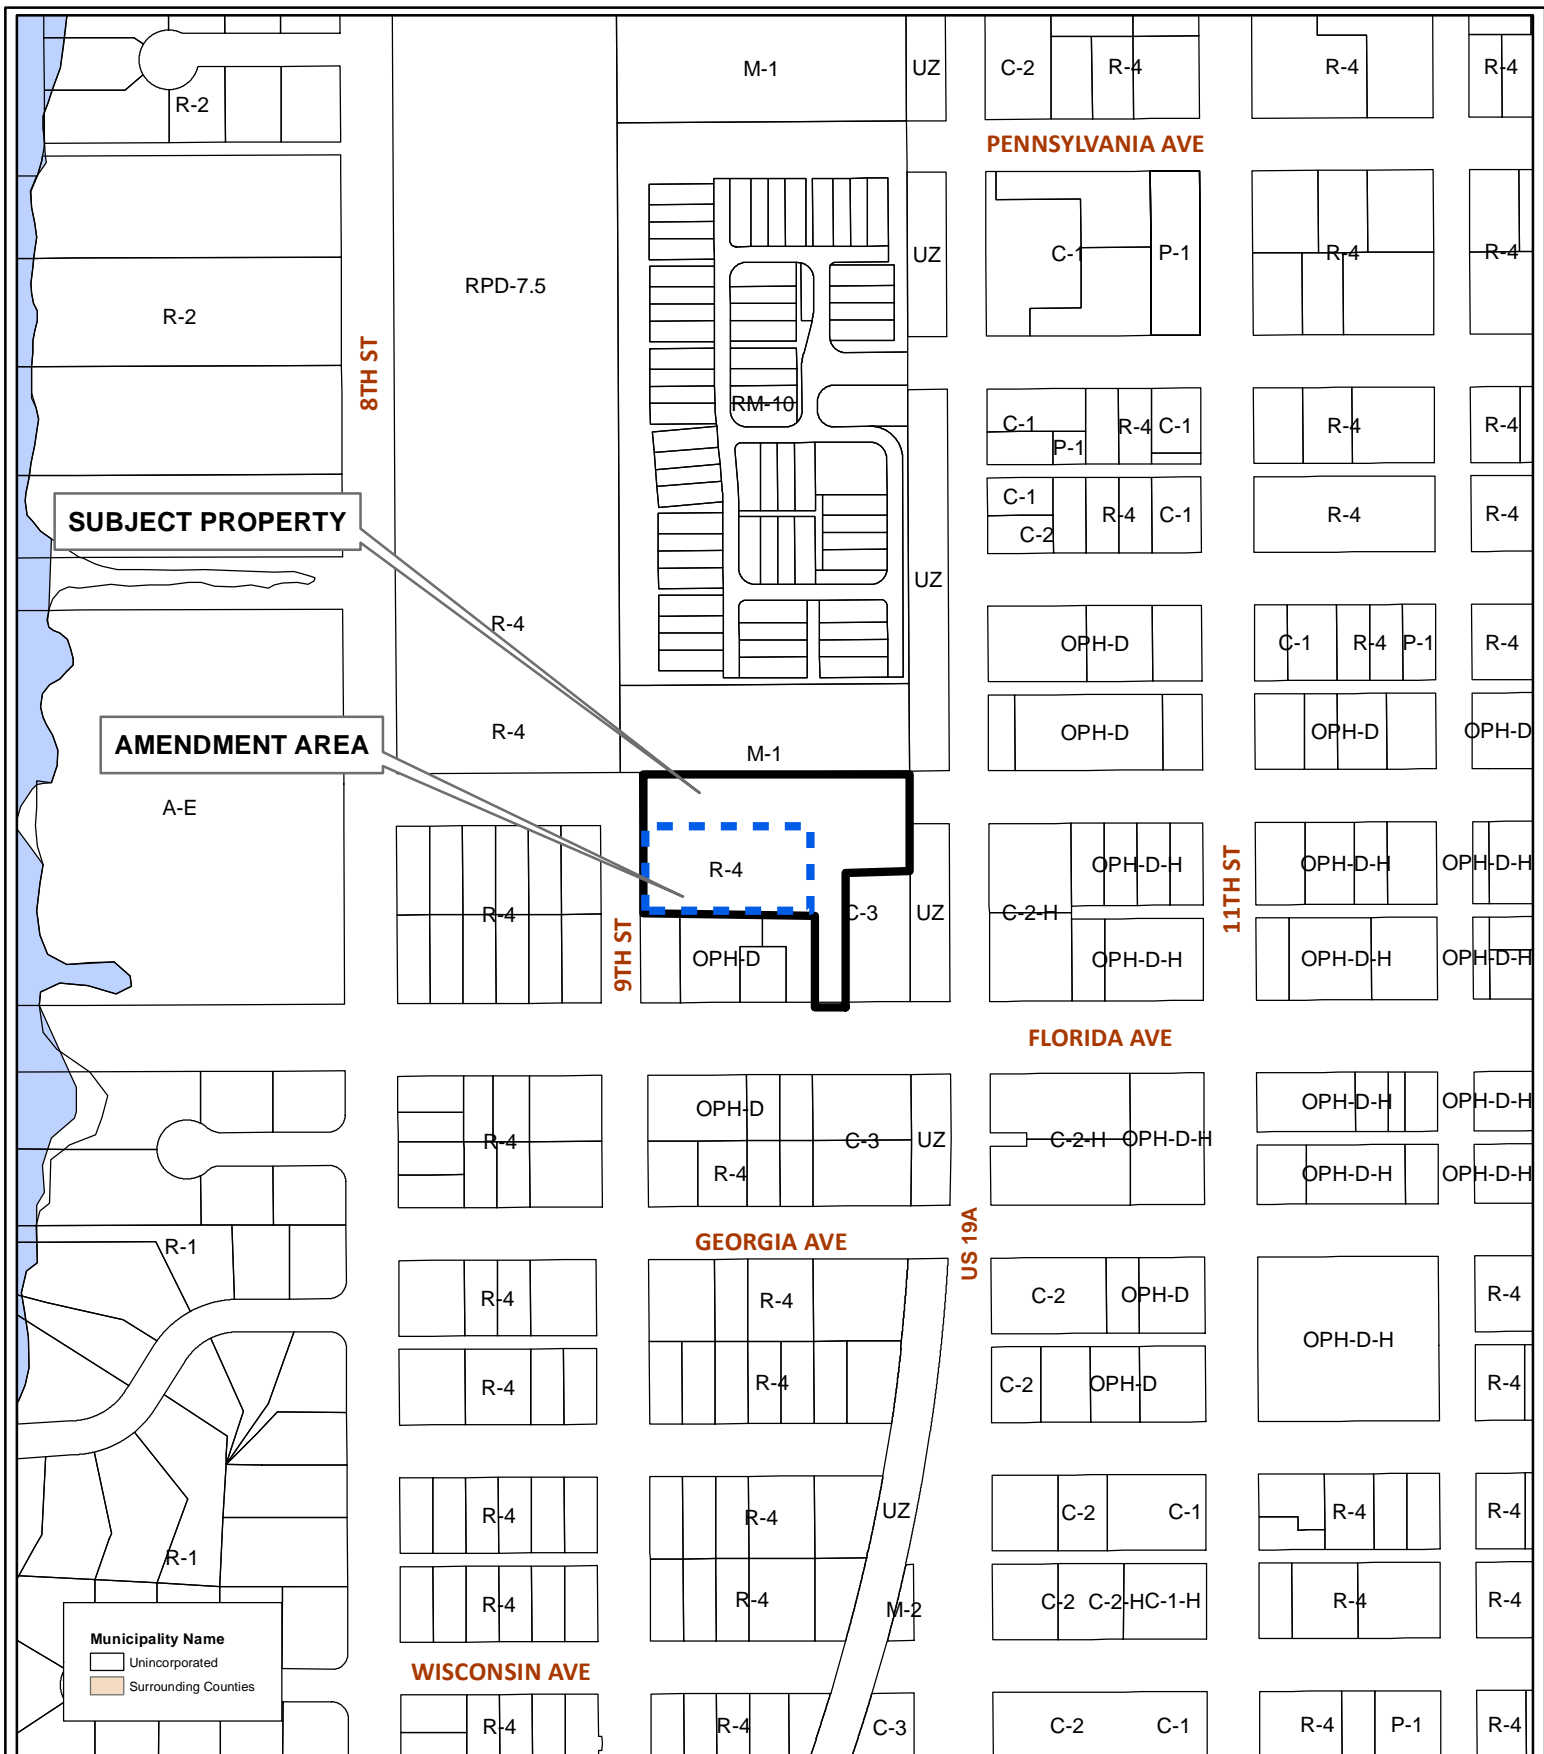 M-1
UZ
C-2
R-4
R-4
R-4
R-2
PENNSYLVANIA AVE
UZ
C-1
P-1
R-4
R-4
RPD-7.5
R-2
8TH ST
RM-10
C-1
P-1
R-4
C-1
R-4
R-4
C-1
C-2
R-4
C-1
R-4
R-4
SUBJECT PROPERTY
UZ
R-4
OPH-D
C-1
R-4
P-1
R-4
R-4
OPH-D
OPH-D
OPH-D
AMENDMENT AREA
M-1
A-E
R-4
OPH-D-H
11TH ST
OPH-D-H
OPH-D-H
R-4
9TH ST
C-3
UZ
C-2-H
OPH-D
OPH-D-H
OPH-D-H
OPH-D-H
FLORIDA AVE
OPH-D
OPH-D-H
OPH-D-H
R-4
C-3
UZ
C-2-H
OPH-D-H
R-4
OPH-D-H
OPH-D-H
R-1
GEORGIA AVE
US 19A
R-4
R-4
C-2
OPH-D
OPH-D-H
R-4
R-4
R-4
C-2
OPH-D
R-4
R-4
R-4
UZ
C-2
C-1
R-4
R-4
R-1
R-4
R-4
M-2
C-2
C-2-H
C-1-H
R-4
R-4
Municipality Name
Unincorporated
Surrounding Counties
WISCONSIN AVE
R-4
R-4
C-3
C-2
C-1
R-4
P-1
R-4